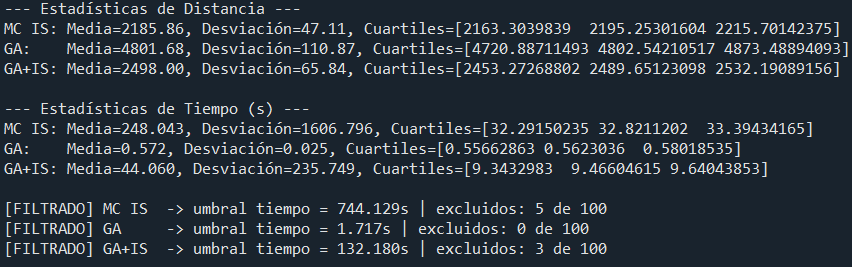 --- Estadísticas de Distancia ---
MC IS: Media=2185.86, Desviación=47.11, Cuartiles=[2163.3039839  2195.25301604 2215.70142375]
GA:    Media=4801.68, Desviación=110.87, Cuartiles=[4720.88711493 4802.54210517 4873.48894093]
GA+IS: Media=2498.00, Desviación=65.84, Cuartiles=[2453.27268802 2489.65123098 2532.19089156]
--- Estadísticas de Tiempo (s) ---
MC IS: Media=248.043, Desviación=1606.796, Cuartiles=[32.29150235 32.8211202  33.39434165]
GA:    Media=0.572, Desviación=0.025, Cuartiles=[0.55662863 0.5623036  0.58018535]
GA+IS: Media=44.060, Desviación=235.749, Cuartiles=[9.3432983  9.46604615 9.64043853]
[FILTRADO] MC IS  -> umbral tiempo = 744.129s | excluidos: 5 de 100
[FILTRADO] GA     -> umbral tiempo = 1.717s | excluidos: 0 de 100
[FILTRADO] GA+IS  -> umbral tiempo = 132.180s | excluidos: 3 de 100